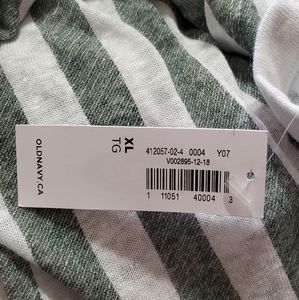 OLDNAVY.CA
XL
TG
412057-02-4 0004 Y07
V002895-12-18
1 11051 40004 3